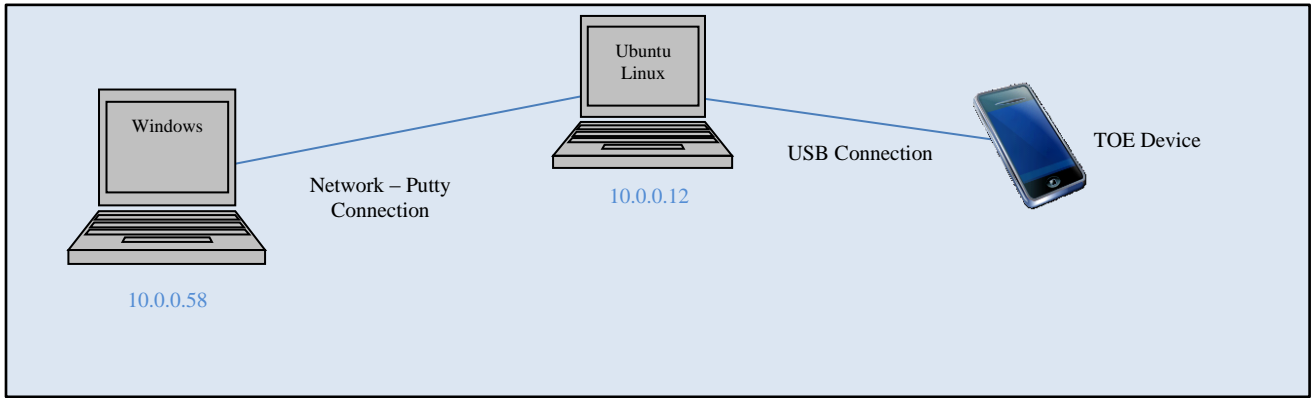 Windows
10.0.0.58
Network – Putty
Connection
Ubuntu
Linux
10.0.0.12
USB Connection
TOE Device